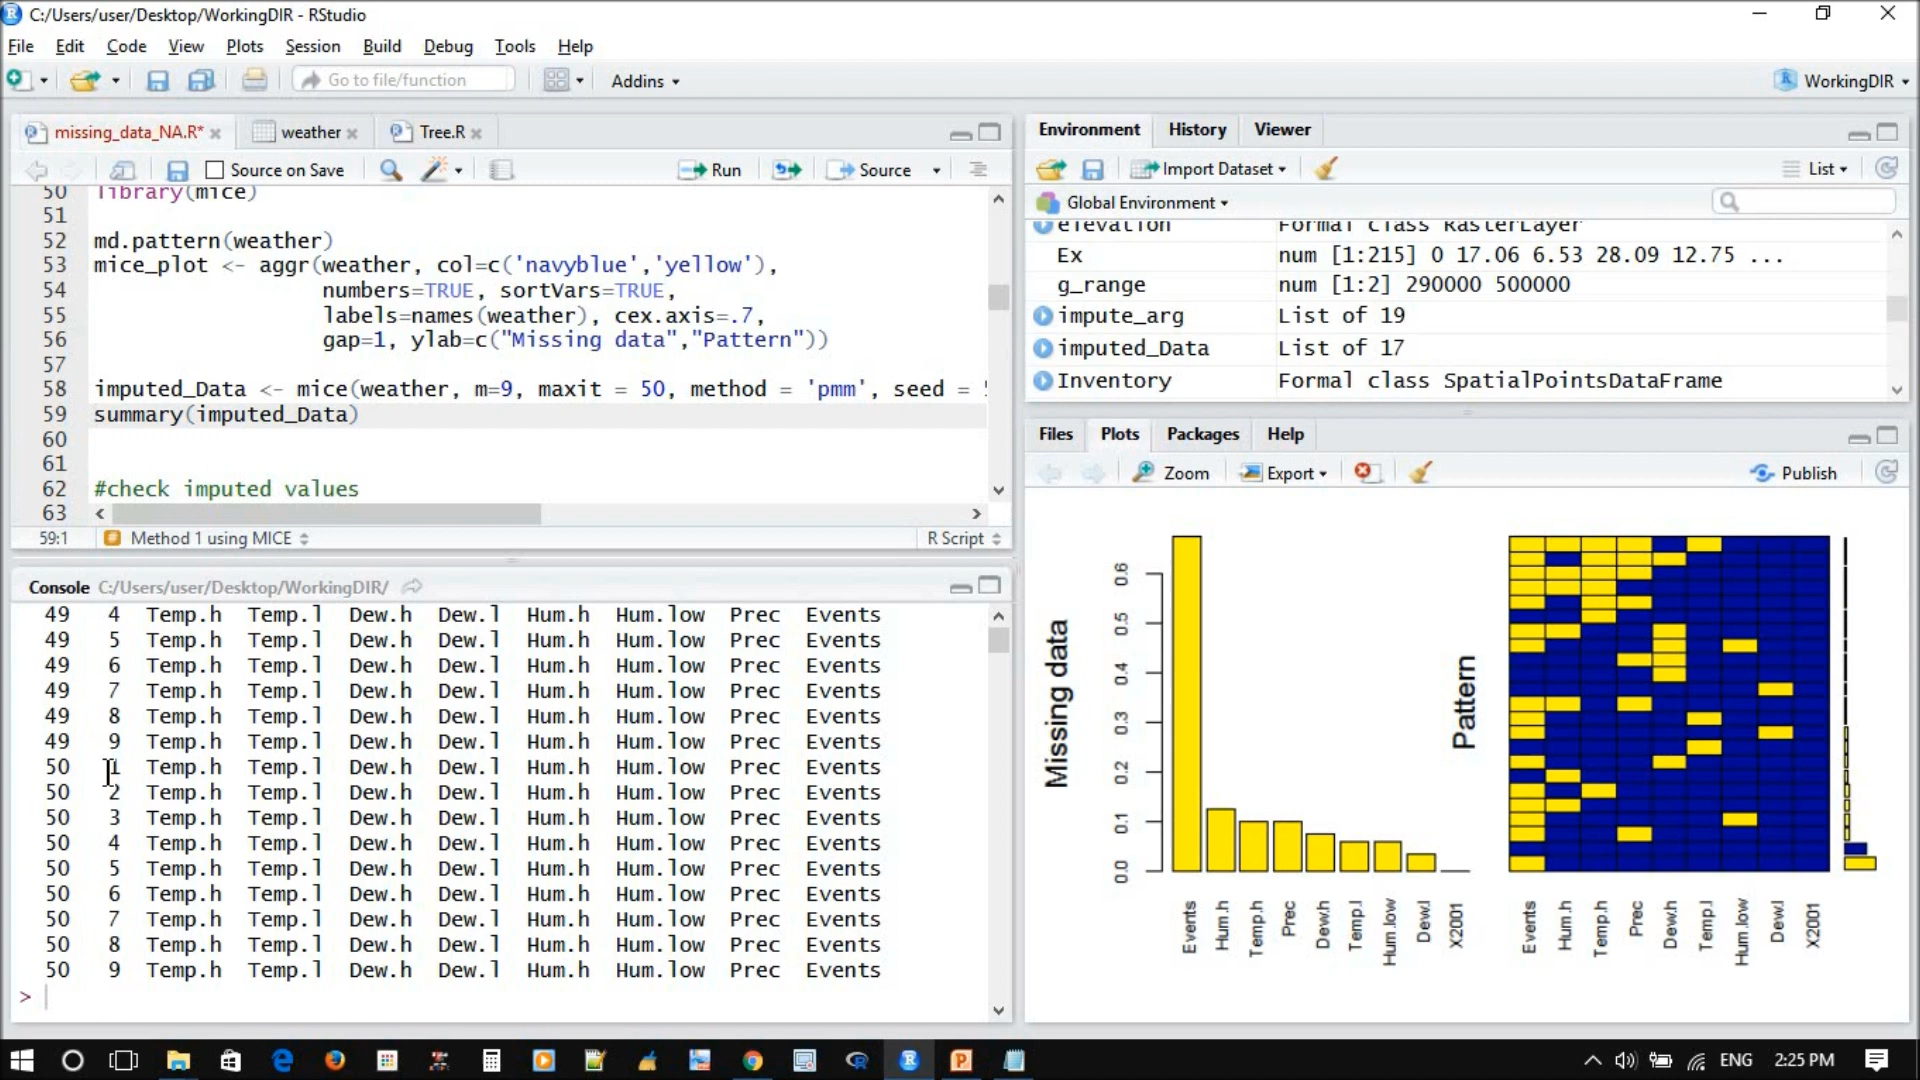 C:/Users/user/Desktop/WorkingDIR - RStudio
File Edit Code View Plots Session Build Debug Tools Help
Go to file/function Addins WorkingDIR
missing_data_NA.R* weather Tree.R
Source on Save Run Source
50 library(mice)
51
52 md.pattern(weather)
53 mice_plot <- aggr(weather, col=c('navyblue','yellow'),
54 numbers=TRUE, sortVars=TRUE,
55 labels=names(weather), cex.axis=.7,
56 gap=1, ylab=c("Missing data","Pattern"))
57
58 imputed_Data <- mice(weather, m=9, maxit = 50, method = 'pmm', seed =
59 summary(imputed_Data)
60
61
62 #check imputed values
63
59:1 Method 1 using MICE R Script
Console C:/Users/user/Desktop/WorkingDIR/
49 4 Temp.h Temp.l Dew.h Dew.l Hum.h Hum.low Prec Events
49 5 Temp.h Temp.l Dew.h Dew.l Hum.h Hum.low Prec Events
49 6 Temp.h Temp.l Dew.h Dew.l Hum.h Hum.low Prec Events
49 7 Temp.h Temp.l Dew.h Dew.l Hum.h Hum.low Prec Events
49 8 Temp.h Temp.l Dew.h Dew.l Hum.h Hum.low Prec Events
49 9 Temp.h Temp.l Dew.h Dew.l Hum.h Hum.low Prec Events
50 1 Temp.h Temp.l Dew.h Dew.l Hum.h Hum.low Prec Events
50 2 Temp.h Temp.l Dew.h Dew.l Hum.h Hum.low Prec Events
50 3 Temp.h Temp.l Dew.h Dew.l Hum.h Hum.low Prec Events
50 4 Temp.h Temp.l Dew.h Dew.l Hum.h Hum.low Prec Events
50 5 Temp.h Temp.l Dew.h Dew.l Hum.h Hum.low Prec Events
50 6 Temp.h Temp.l Dew.h Dew.l Hum.h Hum.low Prec Events
50 7 Temp.h Temp.l Dew.h Dew.l Hum.h Hum.low Prec Events
50 8 Temp.h Temp.l Dew.h Dew.l Hum.h Hum.low Prec Events
50 9 Temp.h Temp.l Dew.h Dew.l Hum.h Hum.low Prec Events
>
Environment History Viewer
Import Dataset List
Global Environment
elevation Formal class RasterLayer
Ex num [1:215] 0 17.06 6.53 28.09 12.75 ...
g_range num [1:2] 290000 500000
impute_arg List of 19
imputed_Data List of 17
Inventory Formal class SpatialPointsDataFrame
Files Plots Packages Help
Zoom Export Publish
Missing data
0.6
0.5
0.4
0.3
0.2
0.1
0.0
Events Hum.h Temp.h Prec Dew.h Temp.l Hum.low Dew.l X2001
Pattern
Events Hum.h Temp.h Prec Dew.h Temp.l Hum.low Dew.l X2001
ENG 2:25 PM